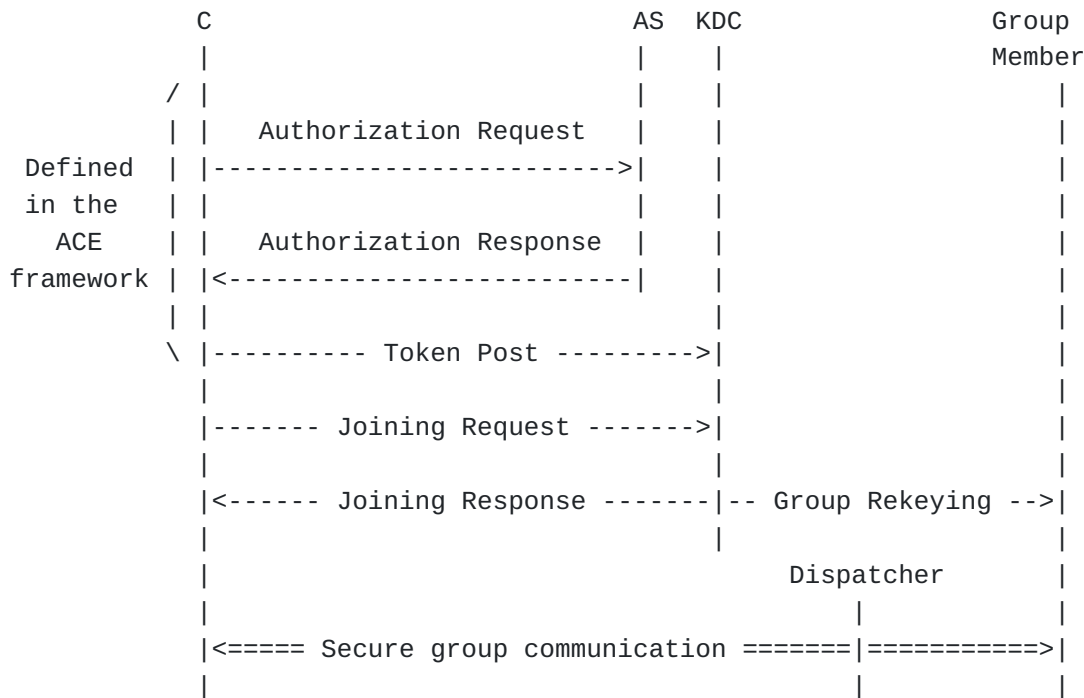 C AS KDC Group
Member
Authorization Request
Defined
in the
ACE Authorization Response
framework
Token Post
Joining Request
Joining Response Group Rekeying
Dispatcher
Secure group communication